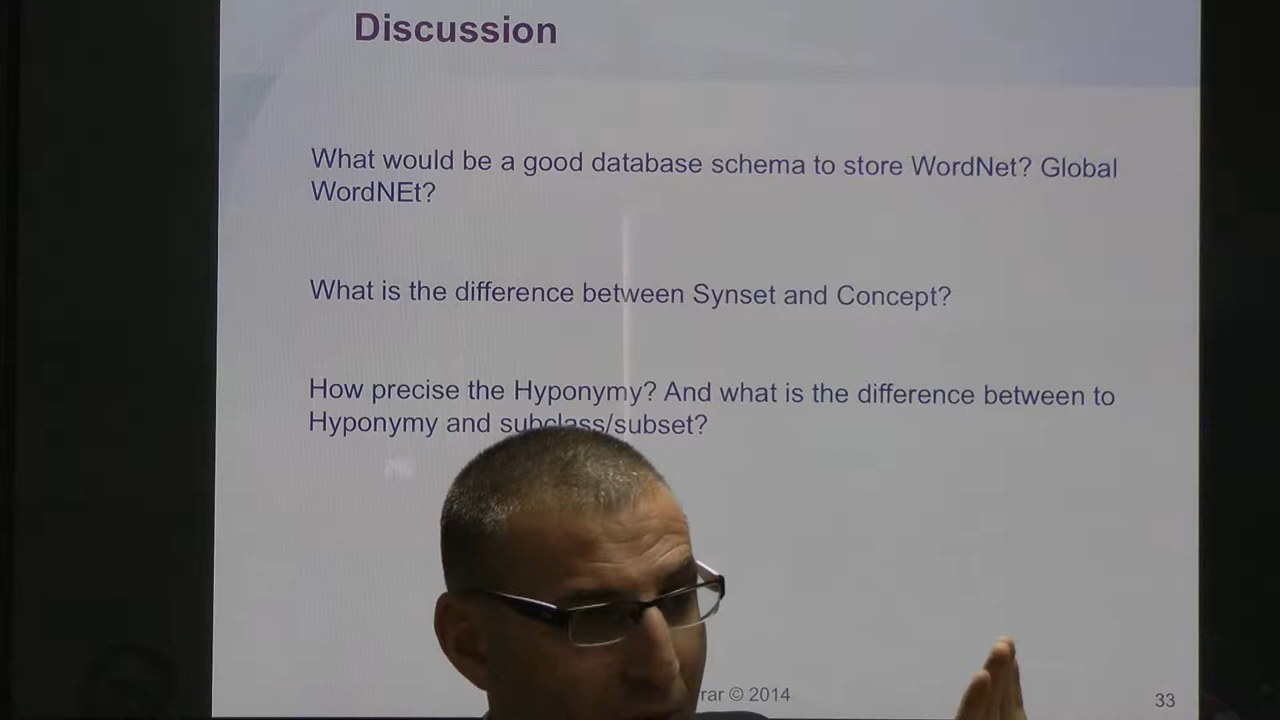 Discussion
What would be a good database schema to store WordNet? Global
WordNEt?
What is the difference between Synset and Concept?
How precise the Hyponymy? And what is the difference between to
Hyponymy and subclass/subset?
© 2014
33